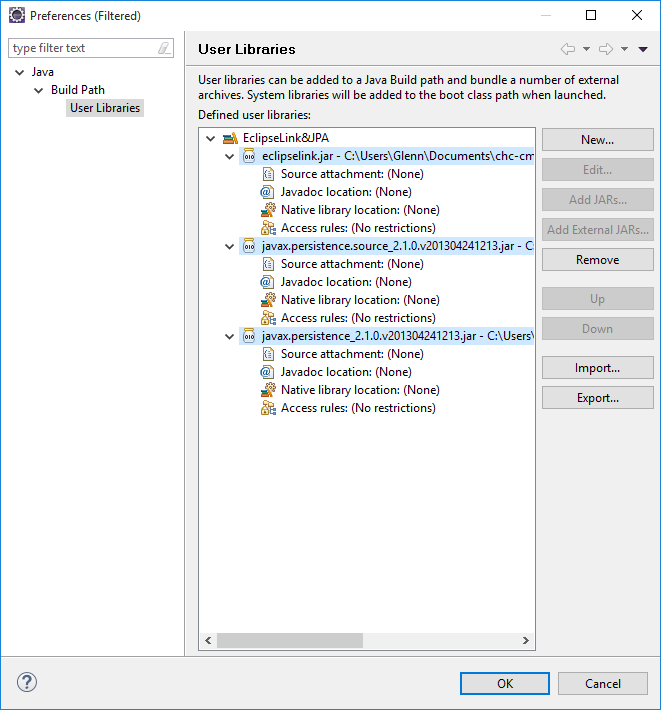 Preferences (Filtered)
type filter text
Java
Build Path
User Libraries
User Libraries
User libraries can be added to a Java Build path and bundle a number of external
archives. System libraries will be added to the boot class path when launched.
Defined user libraries:
EclipseLink&JPA
eclipselink.jar - C:\Users\Glenn\Documents\chc-cm
Source attachment: (None)
Javadoc location: (None)
Native library location: (None)
Access rules: (No restrictions)
javax.persistence.source_2.1.0.v201304241213.jar - C:
Source attachment: (None)
Javadoc location: (None)
Native library location: (None)
Access rules: (No restrictions)
javax.persistence_2.1.0.v201304241213.jar - C:\Users\
Source attachment: (None)
Javadoc location: (None)
Native library location: (None)
Access rules: (No restrictions)
New...
Edit...
Add JARs...
Add External JARs...
Remove
Up
Down
Import...
Export...
OK
Cancel